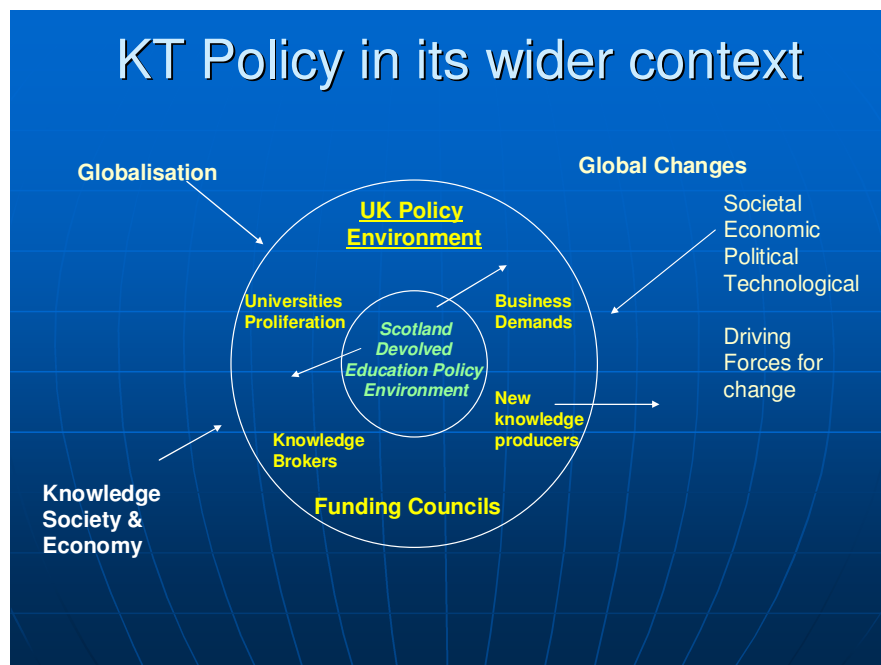 KT Policy in its wider context
Globalisation
Global Changes
Societal
Economic
Political
Technological
UK Policy
Environment
Universities
Proliferation
Business
Demands
Scotland
Devolved
Education Policy
Environment
Driving
Forces for
change
New
knowledge
producers
Knowledge
Brokers
Knowledge
Society &
Economy
Funding Councils